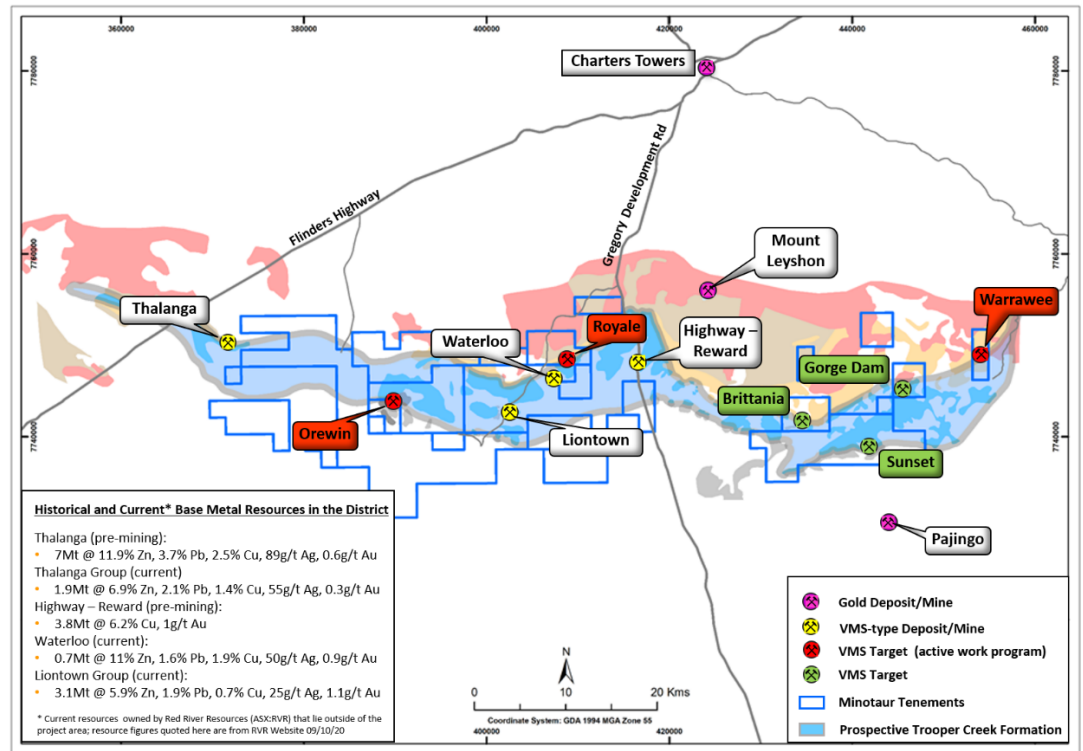 360000
380000
400000
420000
440000
460000
7780000
7780000
Charters Towers
Flinders Highway
Gregory Development Rd
7760000
7760000
Mount
Leyshon
Thalanga
Waterloo
Royale
Highway –
Reward
Warrawee
Gorge Dam
Brittania
7740000
7740000
Orewin
Liontown
Sunset
Pajingo
Historical and Current* Base Metal Resources in the District
Thalanga (pre-mining):
• 7Mt @ 11.9% Zn, 3.7% Pb, 2.5% Cu, 89g/t Ag, 0.6g/t Au
Thalanga Group (current)
• 1.9Mt @ 6.9% Zn, 2.1% Pb, 1.4% Cu, 55g/t Ag, 0.3g/t Au
Highway – Reward (pre-mining):
• 3.8Mt @ 6.2% Cu, 1g/t Au
Waterloo (current):
• 0.7Mt @ 11% Zn, 1.6% Pb, 1.9% Cu, 50g/t Ag, 0.9g/t Au
Liontown Group (current):
• 3.1Mt @ 5.9% Zn, 1.9% Pb, 0.7% Cu, 25g/t Ag, 1.1g/t Au
* Current resources owned by Red River Resources (ASX:RVR) that lie outside of the
project area; resource figures quoted here are from RVR Website 09/10/20
N
0 10 20 Kms
Coordinate System: GDA 1994 MGA Zone 55
Gold Deposit/Mine
VMS-type Deposit/Mine
VMS Target (active work program)
VMS Target
Minotaur Tenements
Prospective Trooper Creek Formation
400000
420000
440000